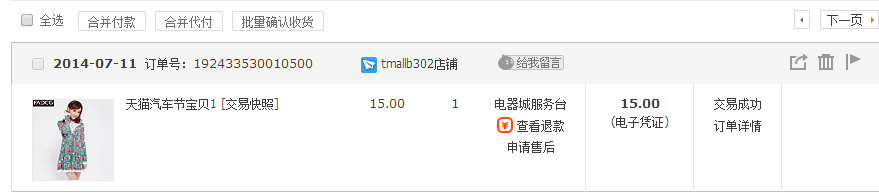 全选 合并付款 合并代付 批量确认收货 下一页
2014-07-11 订单号：192433530010500 tmallb302店铺 给我留言
天猫汽车节宝贝1 [交易快照] 15.00 1 电器城服务台 15.00 交易成功
查看退款 (电子凭证) 订单详情
申请售后